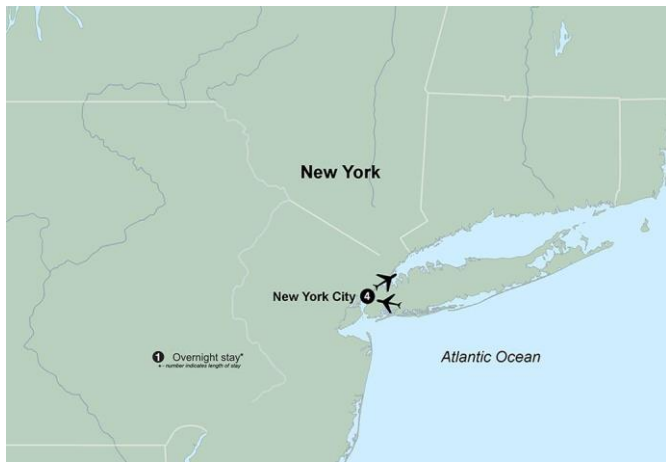 New York
New York City 4
1 Overnight stay*
* - number indicates length of stay
Atlantic Ocean